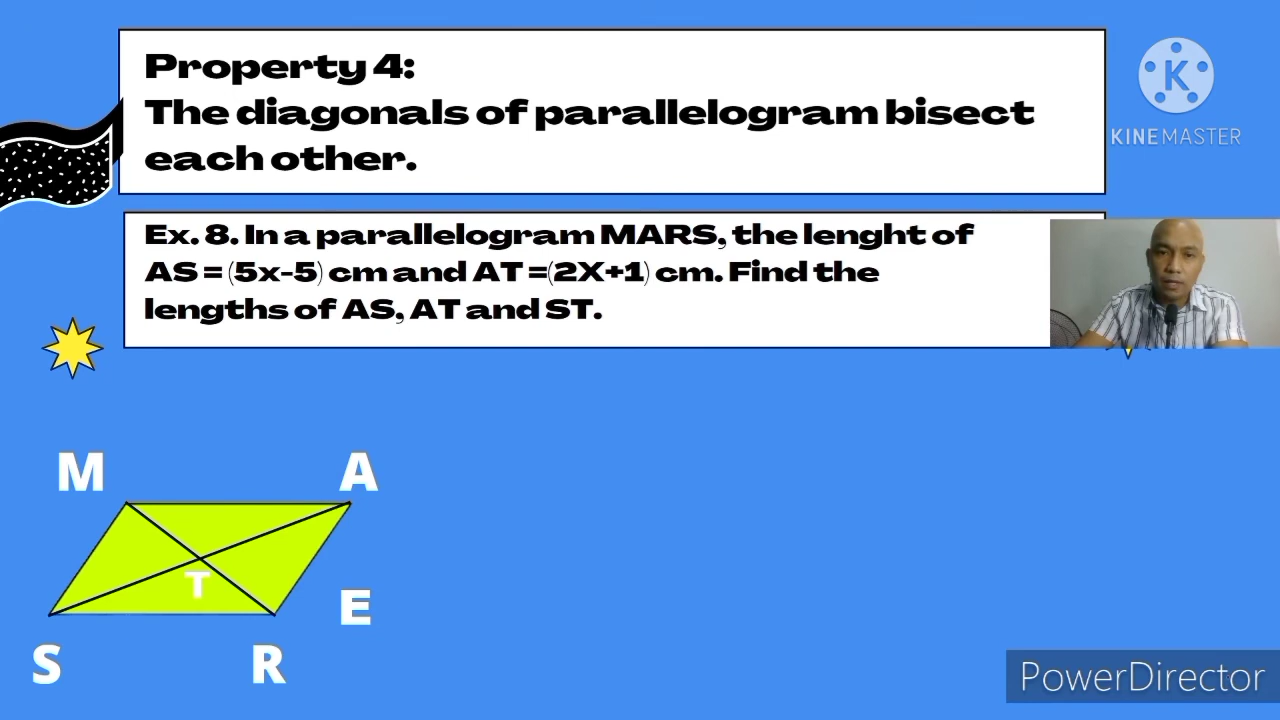 Property 4:
The diagonals of parallelogram bisect
each other.
K
KINEMASTER
Ex. 8. In a parallelogram MARS, the lenght of
AS = (5x-5) cm and AT =(2X+1) cm. Find the
lengths of AS, AT and ST.
M A
T
E
S R
PowerDirector